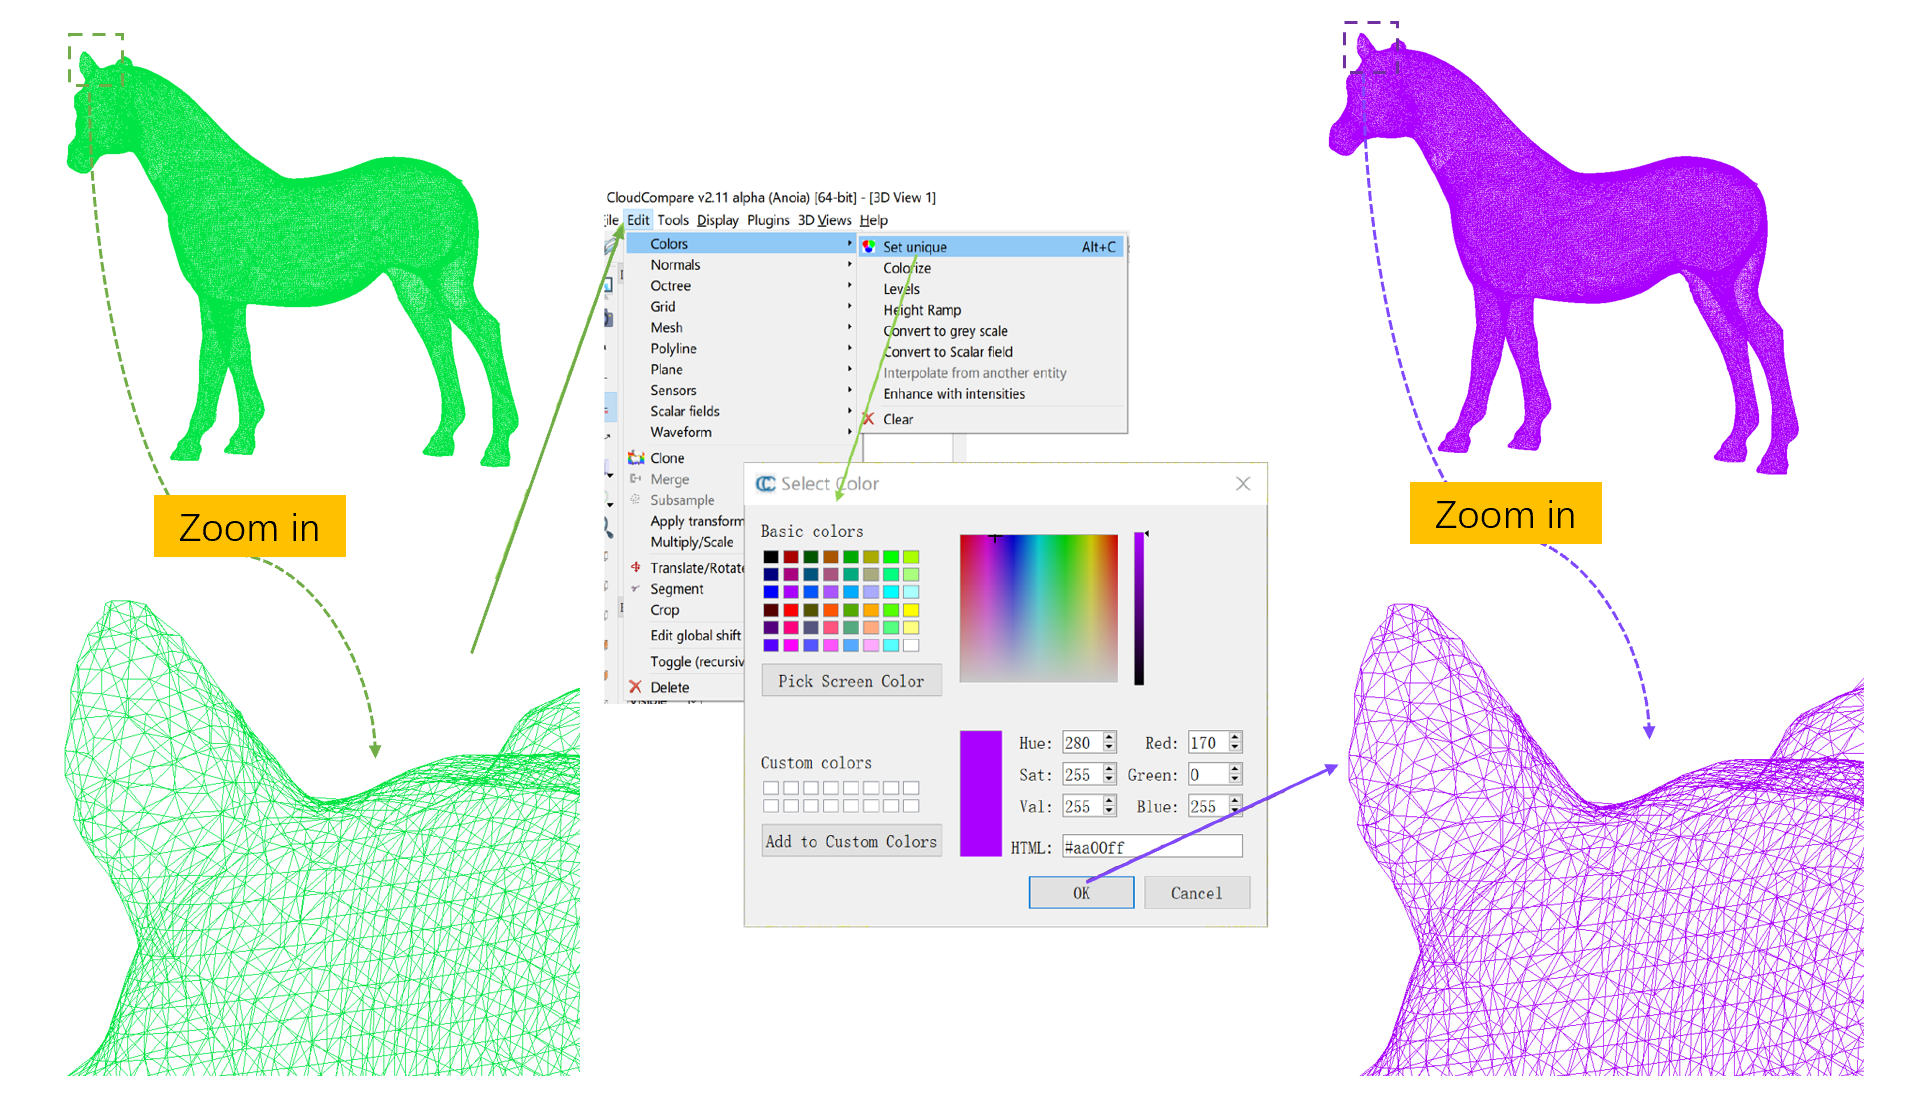 CloudCompare v2.11 alpha (Anoia) [64-bit] - [3D View 1]
ile Edit Tools Display Plugins 3D Views Help
Colors
Normals
Octree
Grid
Mesh
Polyline
Plane
Sensors
Scalar fields
Waveform
Clone
Merge
Subsample
Apply transform
Multiply/Scale
Translate/Rotate
Segment
Crop
Edit global shift
Toggle (recursiv
Delete
Set unique Alt+C
Colorize
Levels
Height Ramp
Convert to grey scale
Convert to Scalar field
Interpolate from another entity
Enhance with intensities
Clear
Select Color
Basic colors
Pick Screen Color
Custom colors
Add to Custom Colors
Hue: 280 Red: 170
Sat: 255 Green: 0
Val: 255 Blue: 255
HTML: #aa00ff
OK Cancel
Zoom in
Zoom in